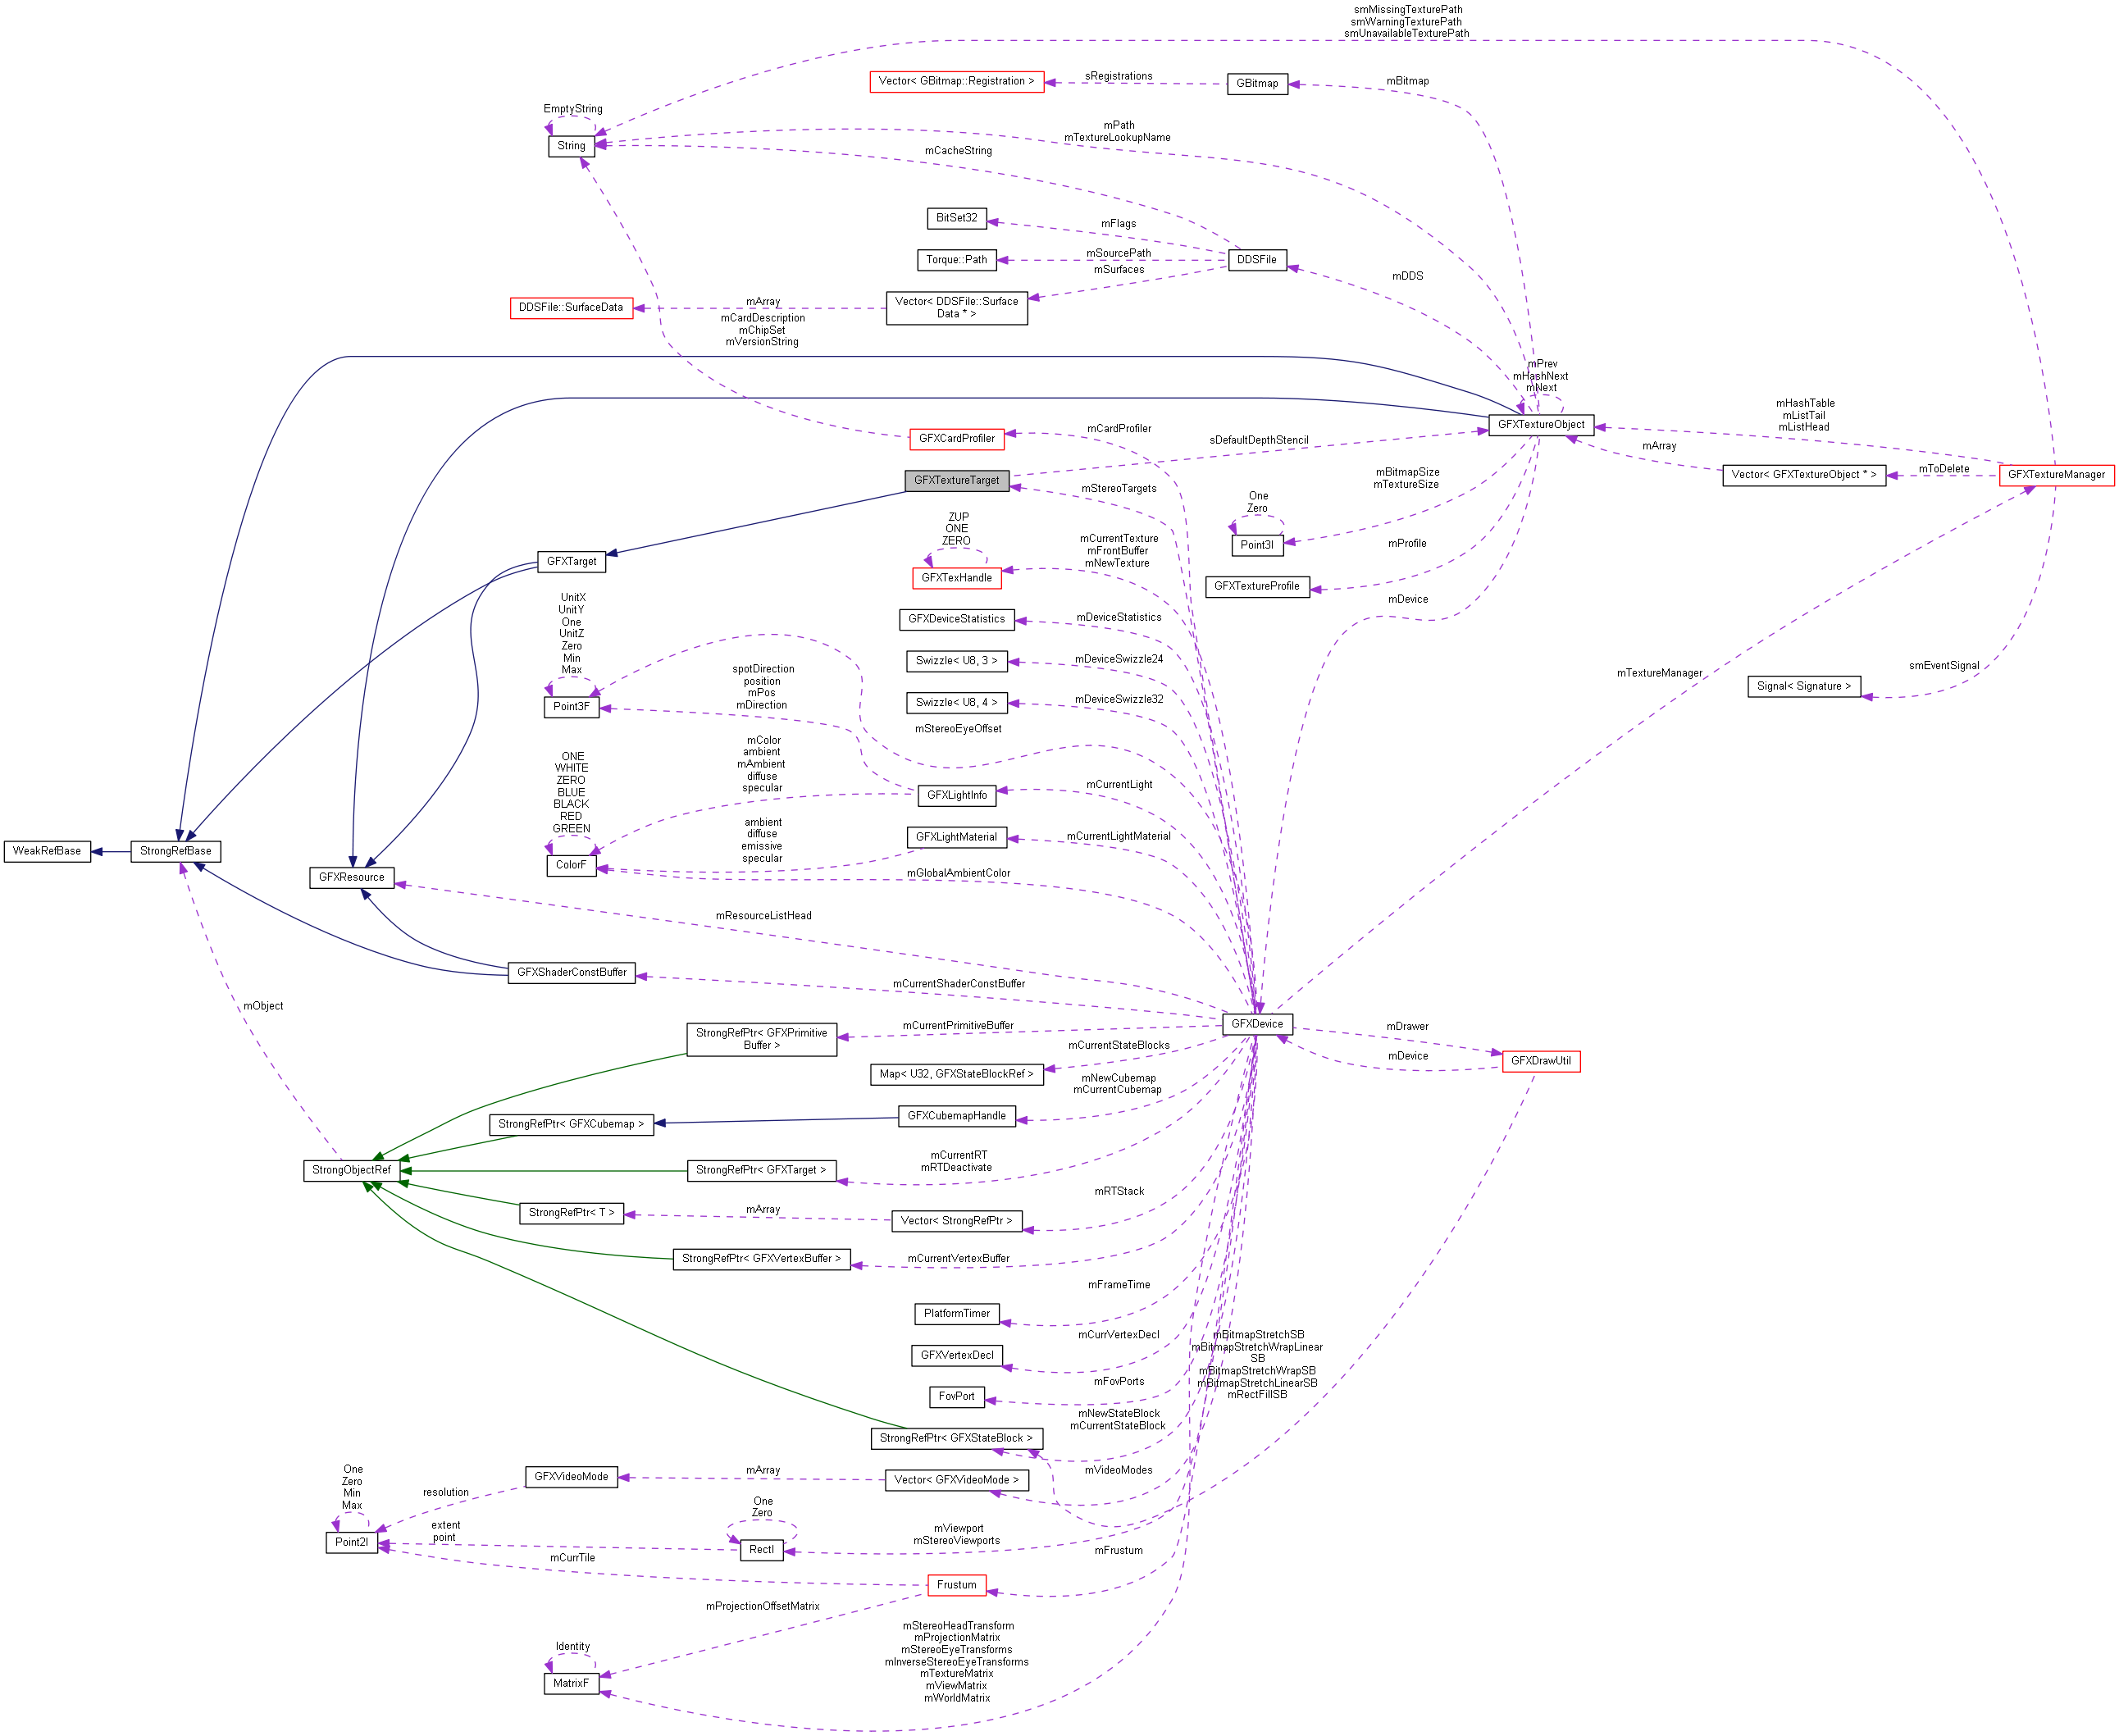 smMissingTexturePath
smWarningTexturePath
smUnavailableTexturePath
Vector< GBitmap::Registration >
sRegistrations
GBitmap
mBitmap
EmptyString
String
mPath
mTextureLookupName
mCacheString
BitSet32
mFlags
Torque::Path
mSourcePath
DDSFile
mSurfaces
mDDS
DDSFile::SurfaceData
mArray
Vector< DDSFile::Surface
Data * >
mCardDescription
mChipSet
mVersionString
mPrev
mHashNext
mNext
GFXTextureObject
mHashTable
mListTail
mListHead
GFXCardProfiler
mCardProfiler
sDefaultDepthStencil
mArray
Vector< GFXTextureObject * >
mToDelete
GFXTextureManager
GFXTextureTarget
mStereoTargets
mBitmapSize
mTextureSize
One
Zero
Point3I
ZUP
ONE
ZERO
GFXTexHandle
mCurrentTexture
mFrontBuffer
mNewTexture
mProfile
GFXTextureProfile
GFXTarget
mDevice
UnitX
UnitY
One
UnitZ
Zero
Min
Max
Point3F
GFXDeviceStatistics
mDeviceStatistics
Swizzle< U8, 3 >
mDeviceSwizzle24
Swizzle< U8, 4 >
mDeviceSwizzle32
mTextureManager
smEventSignal
Signal< Signature >
spotDirection
position
mPos
mDirection
mStereoEyeOffset
mColor
ambient
mAmbient
diffuse
specular
GFXLightInfo
mCurrentLight
ONE
WHITE
ZERO
BLUE
BLACK
RED
GREEN
ColorF
ambient
diffuse
emissive
specular
GFXLightMaterial
mCurrentLightMaterial
mGlobalAmbientColor
WeakRefBase
StrongRefBase
GFXResource
mResourceListHead
GFXShaderConstBuffer
mCurrentShaderConstBuffer
mObject
StrongRefPtr< GFXPrimitive
Buffer >
mCurrentPrimitiveBuffer
GFXDevice
mDrawer
mDevice
GFXDrawUtil
Map< U32, GFXStateBlockRef >
mCurrentStateBlocks
mNewCubemap
mCurrentCubemap
GFXCubemapHandle
StrongRefPtr< GFXCubemap >
StrongObjectRef
StrongRefPtr< GFXTarget >
mCurrentRT
mRTDeactivate
StrongRefPtr< T >
mArray
Vector< StrongRefPtr >
mRTStack
StrongRefPtr< GFXVertexBuffer >
mCurrentVertexBuffer
PlatformTimer
mFrameTime
GFXVertexDecl
mCurrVertexDecl
mBitmapStretchSB
mBitmapStretchWrapLinear
SB
mBitmapStretchWrapSB
mBitmapStretchLinearSB
mRectFillSB
FovPort
mFovPorts
StrongRefPtr< GFXStateBlock >
mNewStateBlock
mCurrentStateBlock
GFXVideoMode
mArray
Vector< GFXVideoMode >
mVideoModes
One
Zero
Min
Max
Point2I
resolution
extent
point
One
Zero
RectI
mViewport
mStereoViewports
mCurrTile
Frustum
mFrustum
mProjectionOffsetMatrix
Identity
MatrixF
mStereoHeadTransform
mProjectionMatrix
mStereoEyeTransforms
mInverseStereoEyeTransforms
mTextureMatrix
mViewMatrix
mWorldMatrix